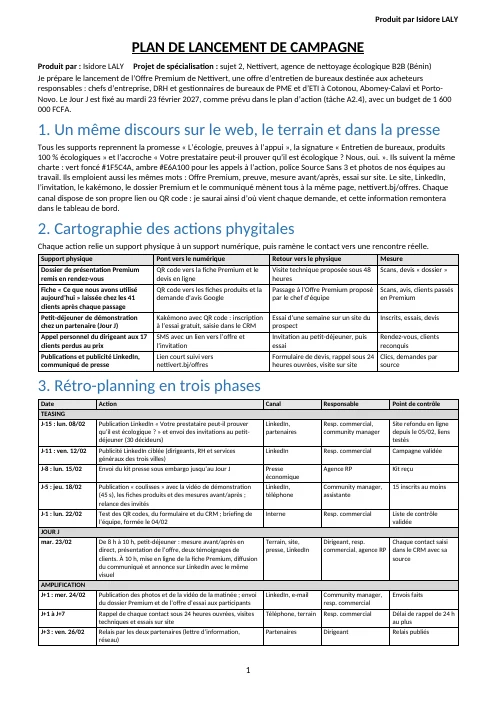 Produit par Isidore LALY
PLAN DE LANCEMENT DE CAMPAGNE
Produit par : Isidore LALY Projet de spécialisation : sujet 2, Nettivert, agence de nettoyage écologique B2B (Bénin)
Je prépare le lancement de l'Offre Premium de Nettivert, une offre d'entretien de bureaux destinée aux acheteurs
responsables : chefs d'entreprise, DRH et gestionnaires de bureaux de PME et d'ETI à Cotonou, Abomey-Calavi et Porto-
Novo. Le Jour J est fixé au mardi 23 février 2027, comme prévu dans le plan d'action (tâche A2.4), avec un budget de 1 600
000 FCFA.
1. Un même discours sur le web, le terrain et dans la presse
Tous les supports reprennent la promesse « L'écologie, preuves à l'appui », la signature « Entretien de bureaux, produits
100 % écologiques » et l'accroche « Votre prestataire peut-il prouver qu'il est écologique ? Nous, oui. ». Ils suivent la même
charte : vert foncé #1F5C4A, ambre #E6A100 pour les appels à l'action, police Source Sans 3 et photos de nos équipes au
travail. Ils emploient aussi les mêmes mots : Offre Premium, preuve, mesure avant/après, essai sur site. Le site, LinkedIn,
l'invitation, le kakémono, le dossier Premium et le communiqué mènent tous à la même page, nettivert.bj/offres. Chaque
canal dispose de son propre lien ou QR code : je saurai ainsi d'où vient chaque demande, et cette information remontera
dans le tableau de bord.
2. Cartographie des actions phygitales
Chaque action relie un support physique à un support numérique, puis ramène le contact vers une rencontre réelle.
Support physique Pont vers le numérique Retour vers le physique Mesure
Dossier de présentation Premium QR code vers la fiche Premium et le Visite technique proposée sous 48 Scans, devis « dossier »
remis en rendez-vous devis en ligne heures
Fiche « Ce que nous avons utilisé QR code vers les fiches produits et la Passage à l'Offre Premium proposé Scans, avis, clients passés
aujourd'hui » laissée chez les 41 demande d'avis Google par le chef d'équipe en Premium
clients après chaque passage
Petit-déjeuner de démonstration Kakémono avec QR code : inscription Essai d'une semaine sur un site du Inscrits, essais, devis
chez un partenaire (Jour J) à l'essai gratuit, saisie dans le CRM prospect
Appel personnel du dirigeant aux 17 SMS avec un lien vers l'offre et Invitation au petit-déjeuner, puis Rendez-vous, clients
clients perdus au prix l'invitation essai reconquis
Publications et publicité LinkedIn, Lien court suivi vers Formulaire de devis, rappel sous 24 Clics, demandes par
communiqué de presse nettivert.bj/offres heures ouvrées, visite sur site source
3. Rétro-planning en trois phases
Date Action Canal Responsable Point de contrôle
TEASING
J-15 : lun. 08/02 Publication LinkedIn « Votre prestataire peut-il prouver LinkedIn, Resp. commercial, Site refondu en ligne
qu'il est écologique ? » et envoi des invitations au petit- partenaires community manager depuis le 05/02, liens
déjeuner (30 décideurs) testés
J-11 : ven. 12/02 Publicité LinkedIn ciblée (dirigeants, RH et services LinkedIn Resp. commercial Campagne validée
généraux des trois villes)
J-8 : lun. 15/02 Envoi du kit presse sous embargo jusqu'au Jour J Presse Agence RP Kit reçu
économique
J-5 : jeu. 18/02 Publication « coulisses » avec la vidéo de démonstration LinkedIn, Community manager, 15 inscrits au moins
(45 s), les fiches produits et des mesures avant/après ; téléphone assistante
relance des invités
J-1 : lun. 22/02 Test des QR codes, du formulaire et du CRM ; briefing de Interne Resp. commercial Liste de contrôle
l'équipe, formée le 04/02 validée
JOUR J
mar. 23/02 De 8 h à 10 h, petit-déjeuner : mesure avant/après en Terrain, site, Dirigeant, resp. Chaque contact saisi
direct, présentation de l'offre, deux témoignages de presse, LinkedIn commercial, agence RP dans le CRM avec sa
clients. À 10 h, mise en ligne de la fiche Premium, diffusion source
du communiqué et annonce sur LinkedIn avec le même
visuel
AMPLIFICATION
J+1 : mer. 24/02 Publication des photos et de la vidéo de la matinée ; envoi LinkedIn, e-mail Community manager, Envois faits
du dossier Premium et de l'offre d'essai aux participants resp. commercial
J+1 à J+7 Rappel de chaque contact sous 24 heures ouvrées, visites Téléphone, terrain Resp. commercial Délai de rappel de 24 h
techniques et essais sur site au plus
J+3 : ven. 26/02 Relais par les deux partenaires (lettre d'information, Partenaires Dirigeant Relais publiés
réseau)
1